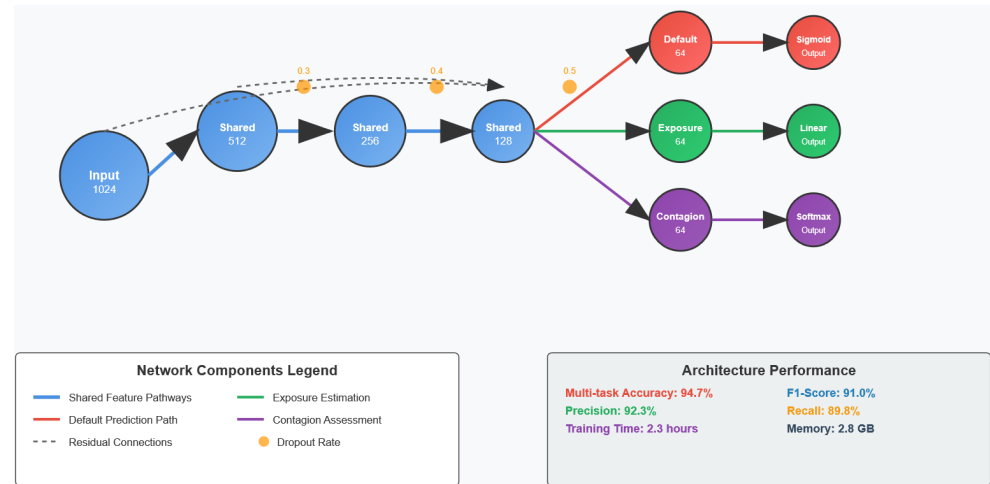 Default
64
Sigmoid
Output
0.3
0.4
0.5
Shared
512
Shared
256
Shared
128
Exposure
64
Linear
Output
Input
1024
Contagion
64
Softmax
Output
Network Components Legend
Shared Feature Pathways
Exposure Estimation
Default Prediction Path
Contagion Assessment
Residual Connections
Dropout Rate
Architecture Performance
Multi-task Accuracy: 94.7%
F1-Score: 91.0%
Precision: 92.3%
Recall: 89.8%
Training Time: 2.3 hours
Memory: 2.8 GB